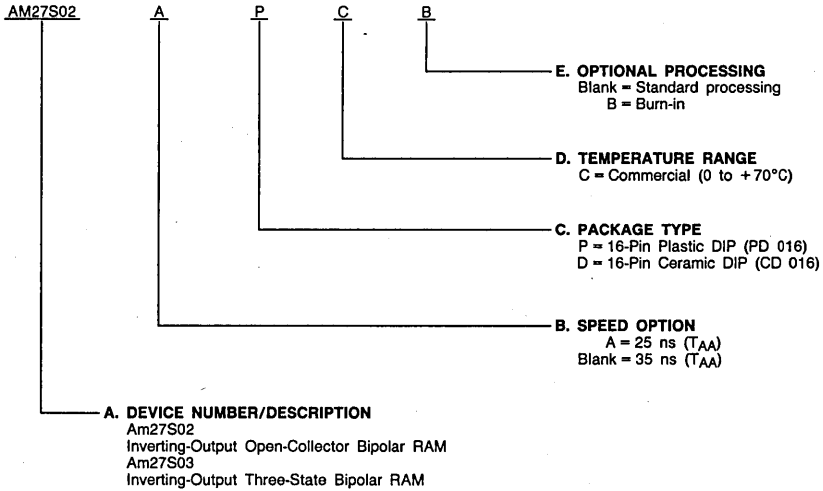 AM27S02 A P C B
E. OPTIONAL PROCESSING
Blank = Standard processing
B = Burn-in
D. TEMPERATURE RANGE
C = Commercial (0 to +70°C)
C. PACKAGE TYPE
P = 16-Pin Plastic DIP (PD 016)
D = 16-Pin Ceramic DIP (CD 016)
B. SPEED OPTION
A = 25 ns (TAA)
Blank = 35 ns (TAA)
A. DEVICE NUMBER/DESCRIPTION
Am27S02
Inverting-Output Open-Collector Bipolar RAM
Am27S03
Inverting-Output Three-State Bipolar RAM